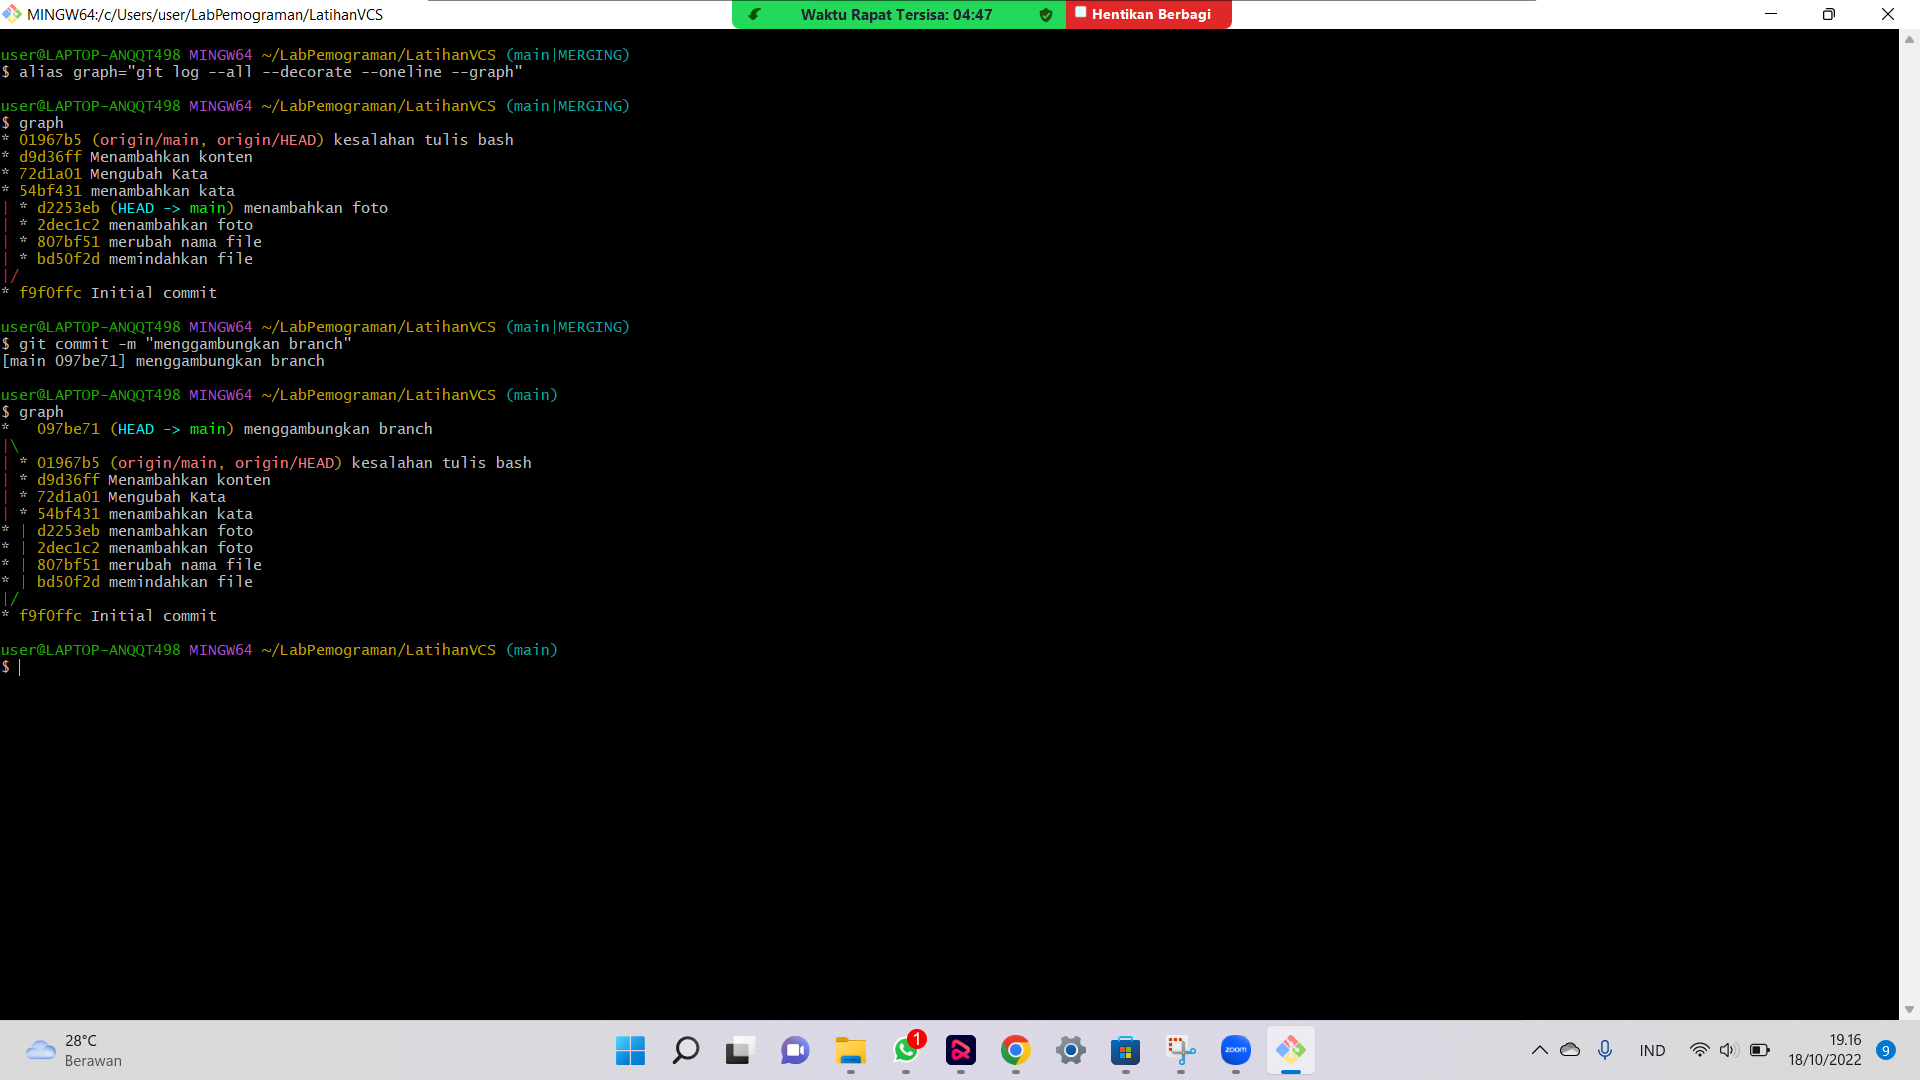 MINGW64:/c/Users/user/LabPemograman/LatihanVCS
Waktu Rapat Tersisa: 04:47
Hentikan Berbagi
user@LAPTOP-ANQQT498 MINGW64 ~/LabPemograman/LatihanVCS (main|MERGING)
$ alias graph="git log --all --decorate --oneline --graph"
user@LAPTOP-ANQQT498 MINGW64 ~/LabPemograman/LatihanVCS (main|MERGING)
$ graph
* 01967b5 (origin/main, origin/HEAD) kesalahan tulis bash
* d9d36ff Menambahkan konten
* 72d1a01 Mengubah Kata
* 54bf431 menambahkan kata
| * d2253eb (HEAD -> main) menambahkan foto
| * 2dec1c2 menambahkan foto
| * 807bf51 merubah nama file
| * bd50f2d memindahkan file
|/
* f9f0ffc Initial commit
user@LAPTOP-ANQQT498 MINGW64 ~/LabPemograman/LatihanVCS (main|MERGING)
$ git commit -m "menggambungkan branch"
[main 097be71] menggambungkan branch
user@LAPTOP-ANQQT498 MINGW64 ~/LabPemograman/LatihanVCS (main)
$ graph
*   097be71 (HEAD -> main) menggambungkan branch
|\
| * 01967b5 (origin/main, origin/HEAD) kesalahan tulis bash
| * d9d36ff Menambahkan konten
| * 72d1a01 Mengubah Kata
| * 54bf431 menambahkan kata
* | d2253eb menambahkan foto
* | 2dec1c2 menambahkan foto
* | 807bf51 merubah nama file
* | bd50f2d memindahkan file
|/
* f9f0ffc Initial commit
user@LAPTOP-ANQQT498 MINGW64 ~/LabPemograman/LatihanVCS (main)
$
28°C
Berawan
1
zoom
IND
19.16
18/10/2022
9